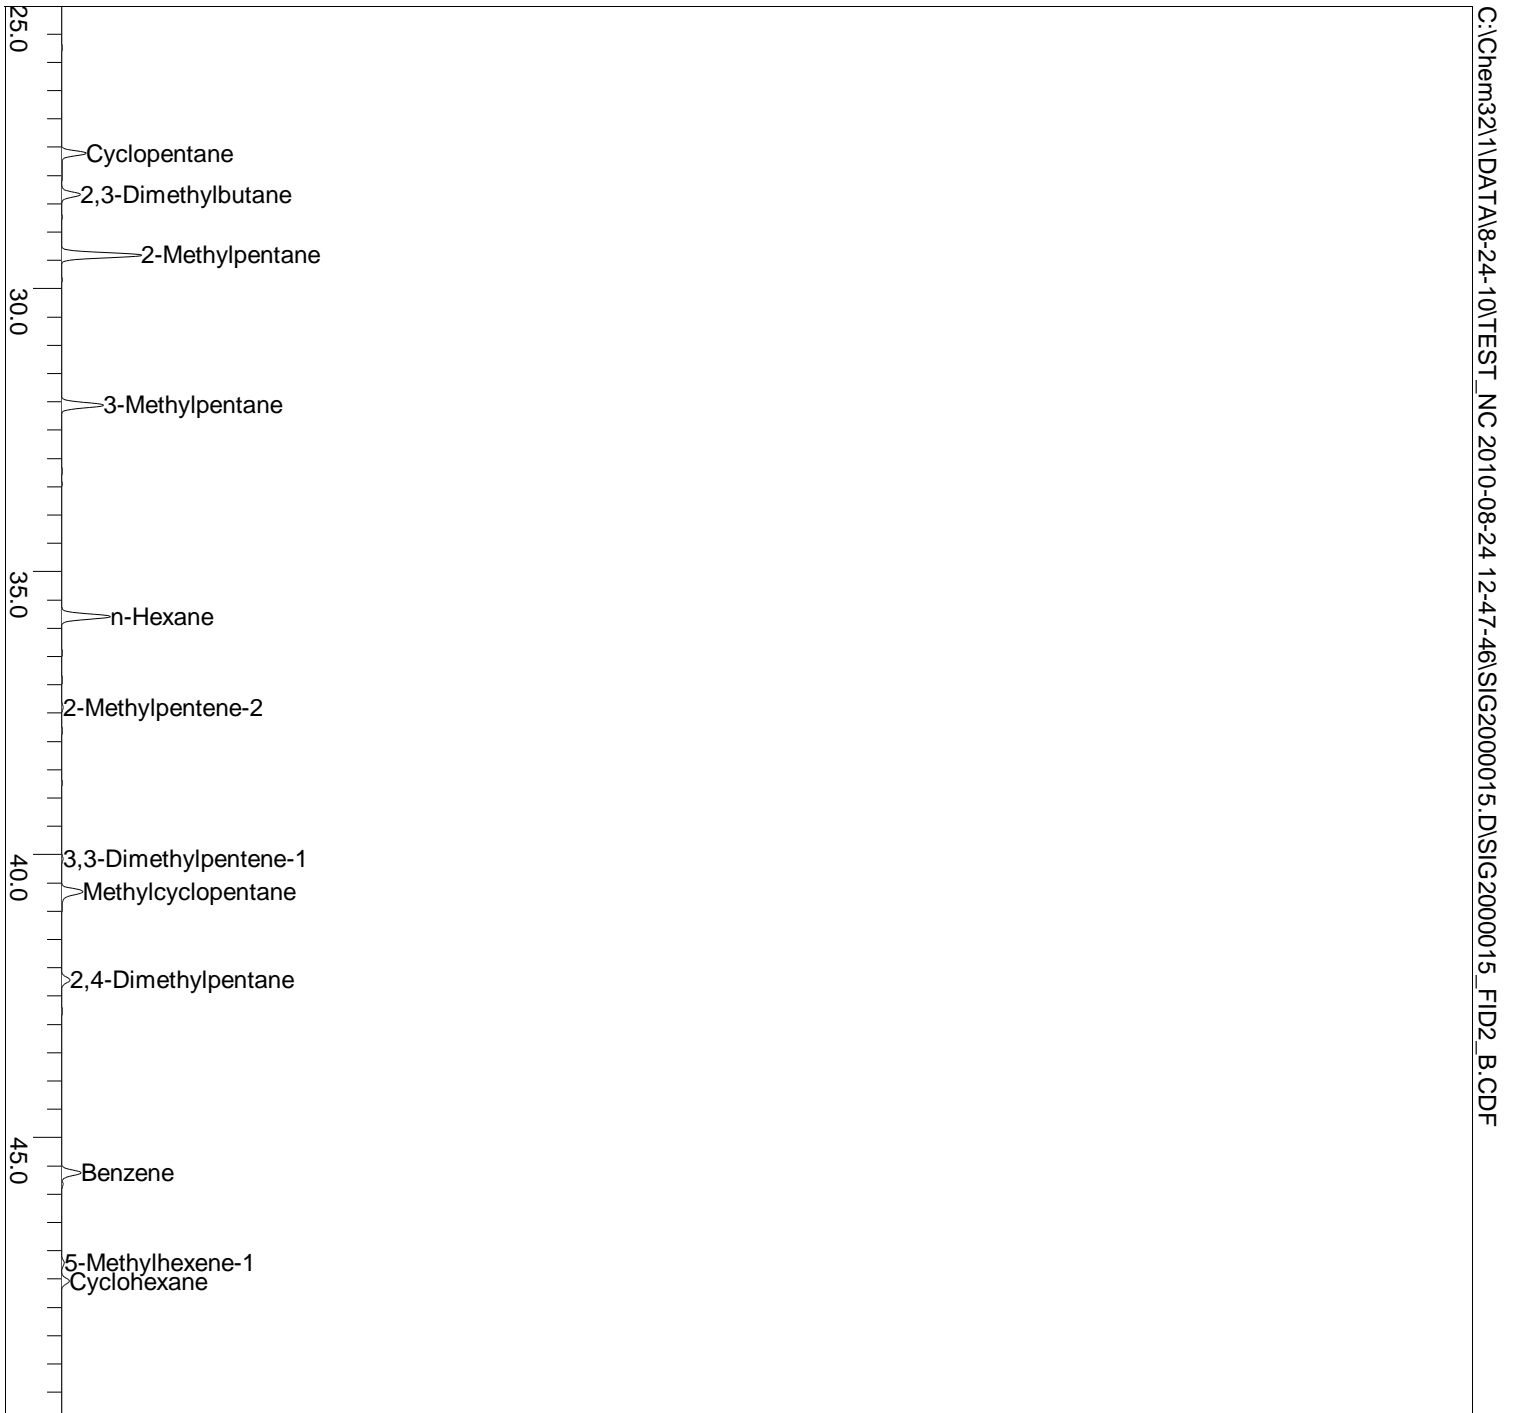 C:\Chem32\1\DATA\8-24-10\TEST_NC 2010-08-24 12-47-46\SIG2000015.D\SIG2000015_FID2_B.CDF
25.0
Cyclopentane
2,3-Dimethylbutane
2-Methylpentane
30.0
3-Methylpentane
35.0
n-Hexane
2-Methylpentene-2
40.0
3,3-Dimethylpentene-1
Methylcyclopentane
2,4-Dimethylpentane
45.0
Benzene
5-Methylhexene-1
Cyclohexane